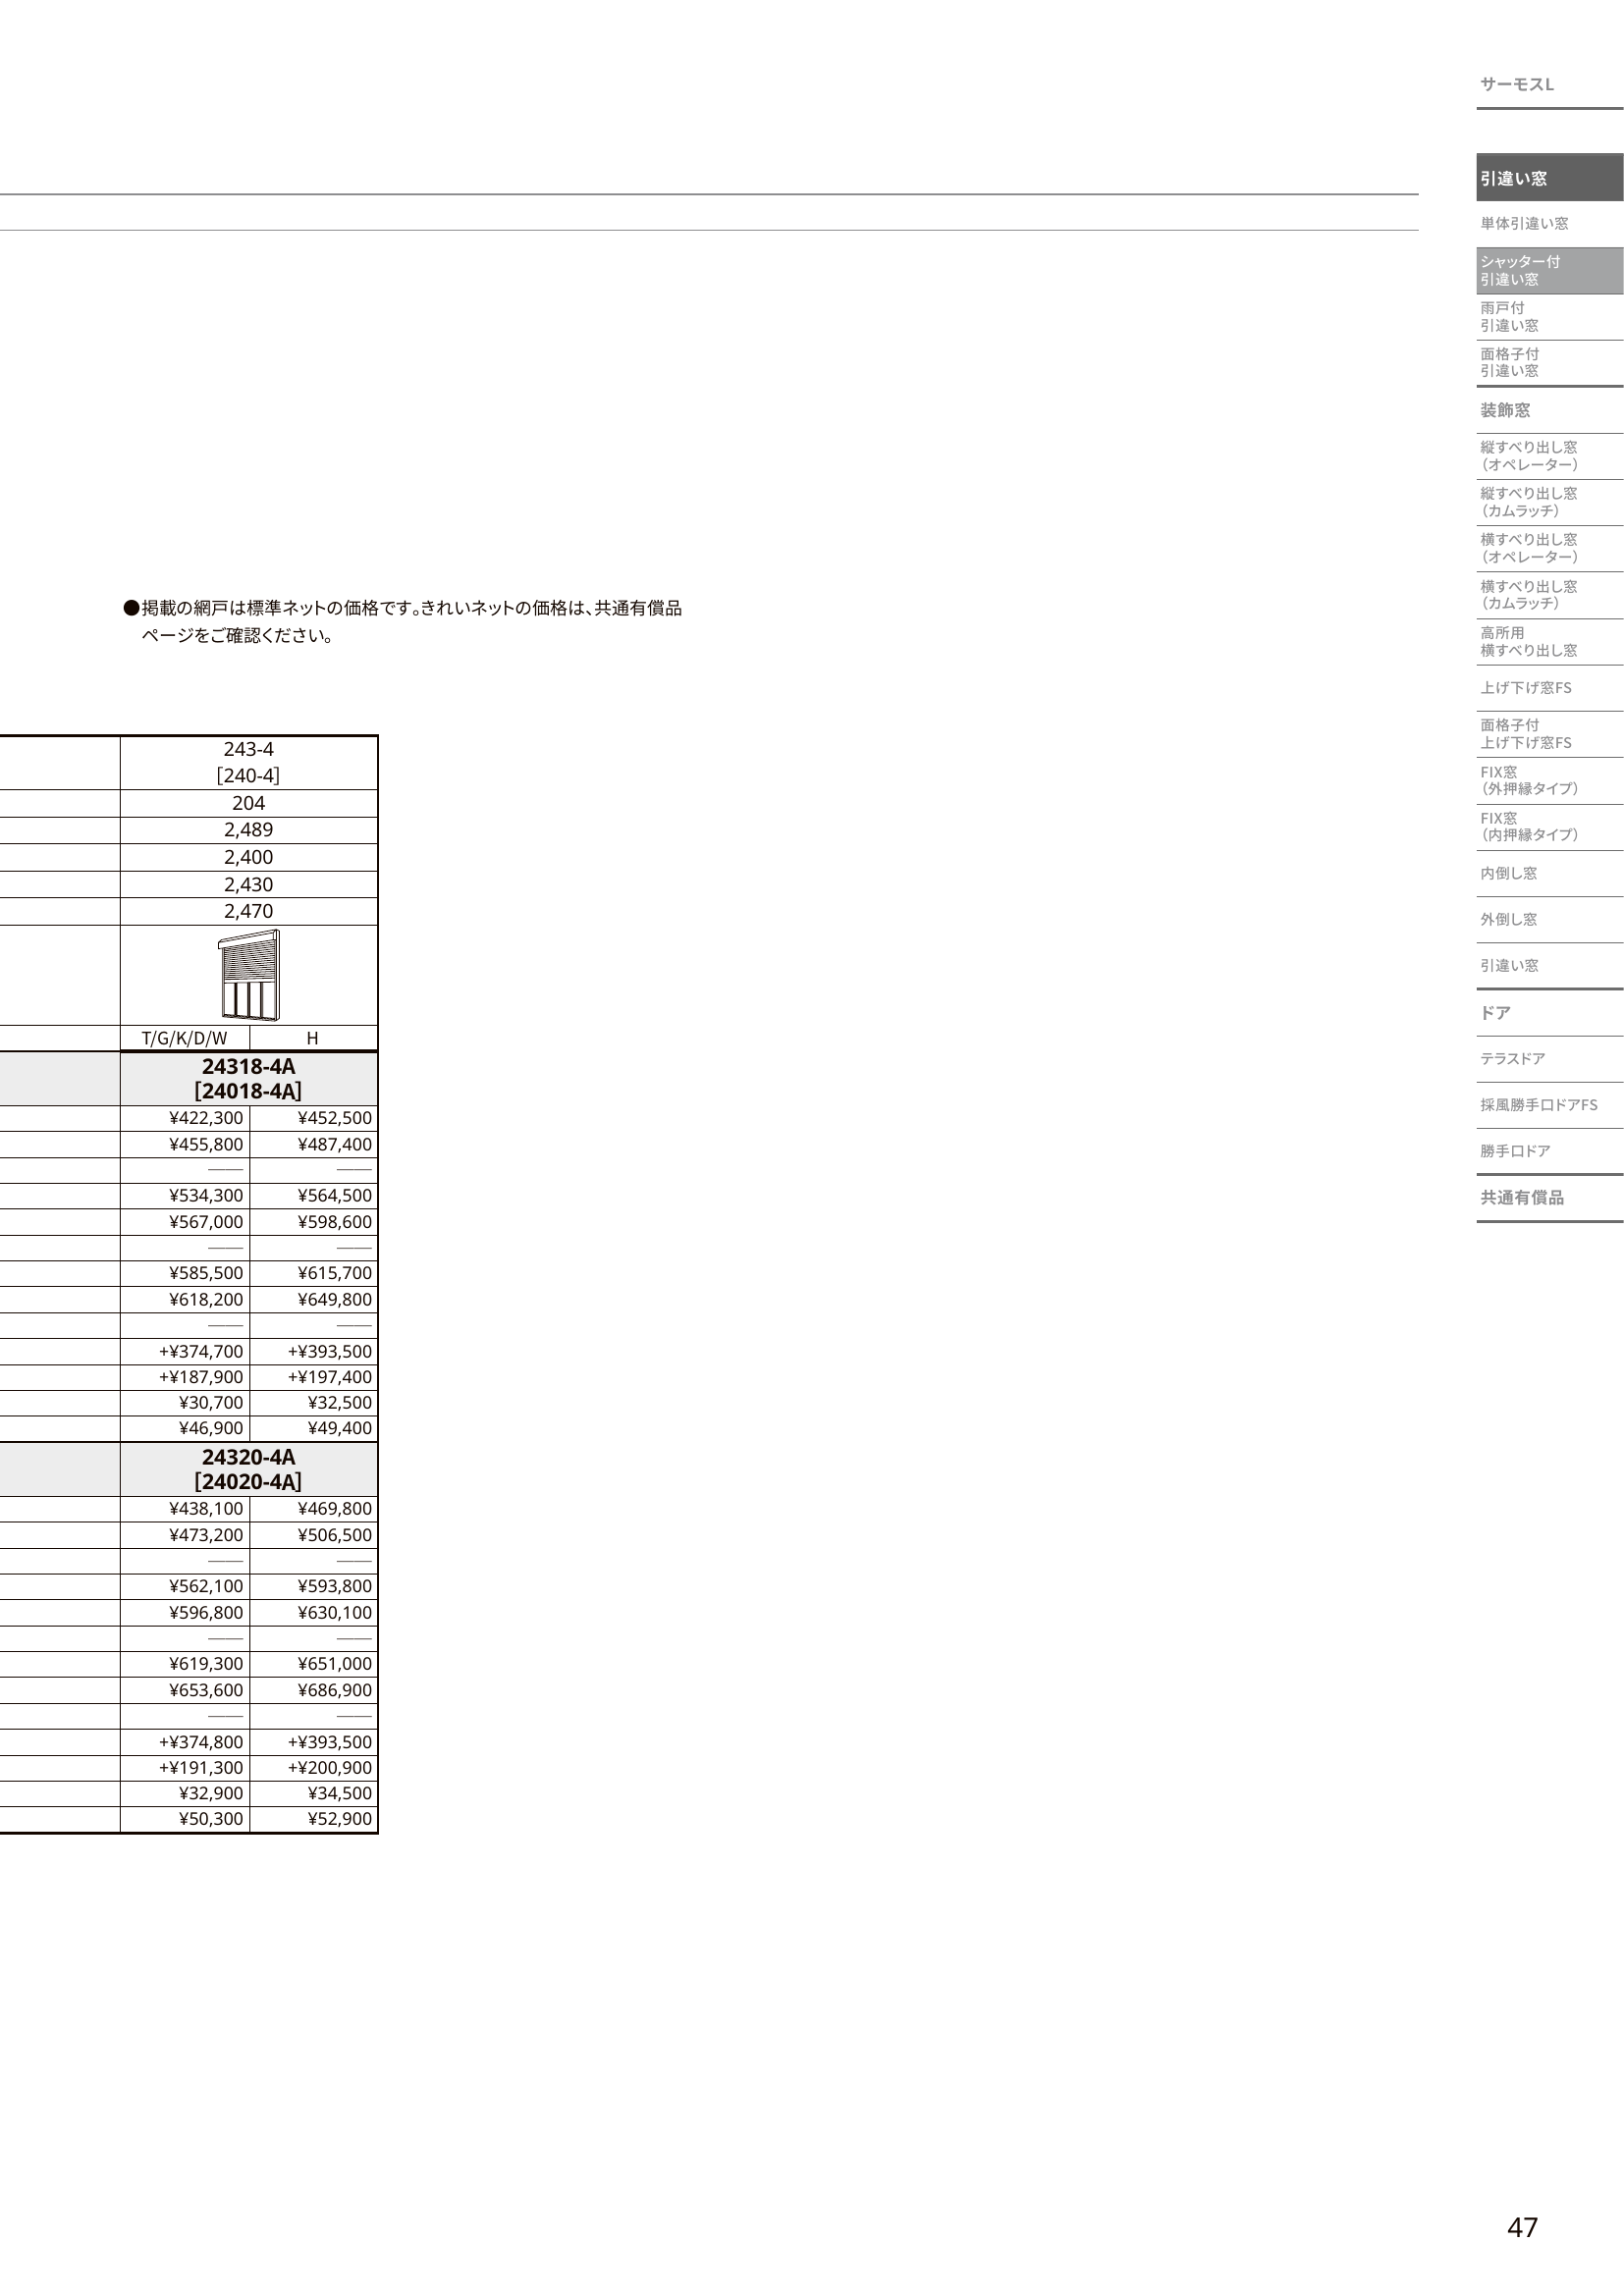 サーモスL
引違い窓
単体引違い窓
シャッター付
引違い窓
雨戸付
引違い窓
面格子付
引違い窓
装飾窓
縦すべり出し窓
（オペレーター）
縦すべり出し窓
（カムラッチ）
横すべり出し窓
（オペレーター）
横すべり出し窓
（カムラッチ）
高所用
横すべり出し窓
上げ下げ窓FS
面格子付
上げ下げ窓FS
FIX窓
（外押縁タイプ）
FIX窓
（内押縁タイプ）
内倒し窓
外倒し窓
引違い窓
ドア
テラスドア
採風勝手口ドアFS
勝手口ドア
共通有償品
●掲載の網戸は標準ネットの価格です。きれいネットの価格は、共通有償品
ページをご確認ください。
243-4
[240-4]
204
2,489
2,400
2,430
2,470
T/G/K/D/W H
24318-4A
[24018-4A]
¥422,300 ¥452,500
¥455,800 ¥487,400
—— ——
¥534,300 ¥564,500
¥567,000 ¥598,600
—— ——
¥585,500 ¥615,700
¥618,200 ¥649,800
—— ——
+¥374,700 +¥393,500
+¥187,900 +¥197,400
¥30,700 ¥32,500
¥46,900 ¥49,400
24320-4A
[24020-4A]
¥438,100 ¥469,800
¥473,200 ¥506,500
—— ——
¥562,100 ¥593,800
¥596,800 ¥630,100
—— ——
¥619,300 ¥651,000
¥653,600 ¥686,900
—— ——
+¥374,800 +¥393,500
+¥191,300 +¥200,900
¥32,900 ¥34,500
¥50,300 ¥52,900
47